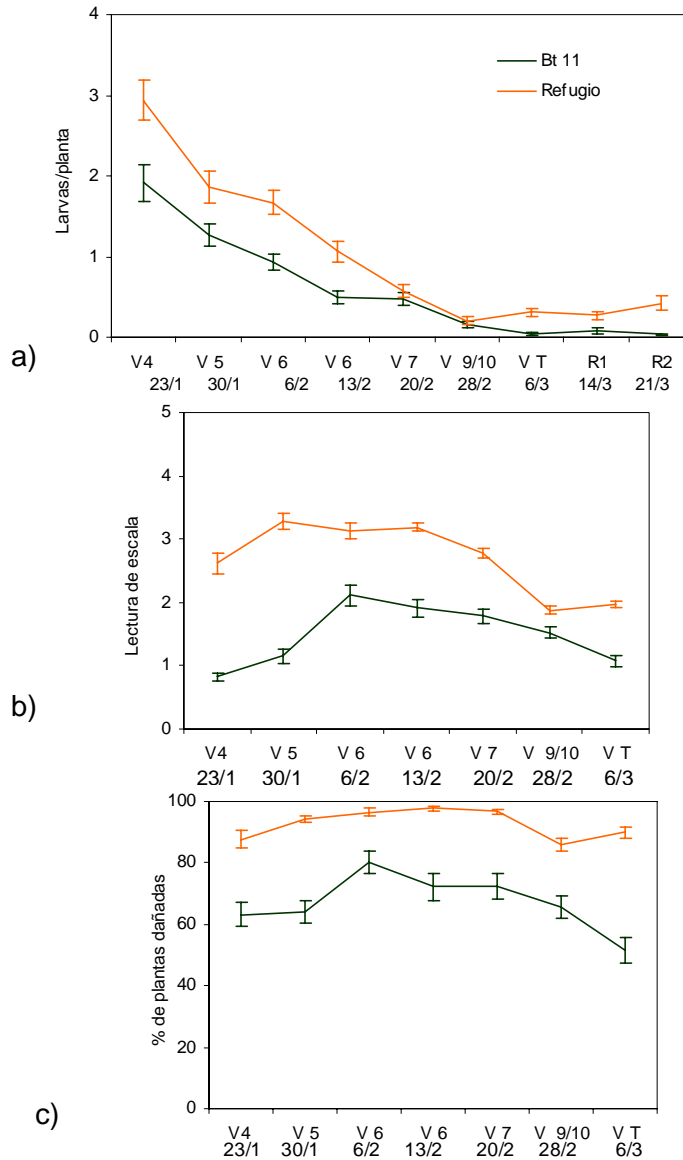 4
3
2
1
0
Larvas/planta
Bt 11
Refugio
a)
V4 V 5 V 6 V 6 V 7 V 9/10 V T R1 R2
23/1 30/1 6/2 13/2 20/2 28/2 6/3 14/3 21/3
5
4
3
2
1
0
Lectura de escala
b)
V4 V 5 V 6 V 6 V 7 V 9/10 V T
23/1 30/1 6/2 13/2 20/2 28/2 6/3
100
80
60
40
20
0
% de plantas dañadas
c)
V4 V 5 V 6 V 6 V 7 V 9/10 V T
23/1 30/1 6/2 13/2 20/2 28/2 6/3